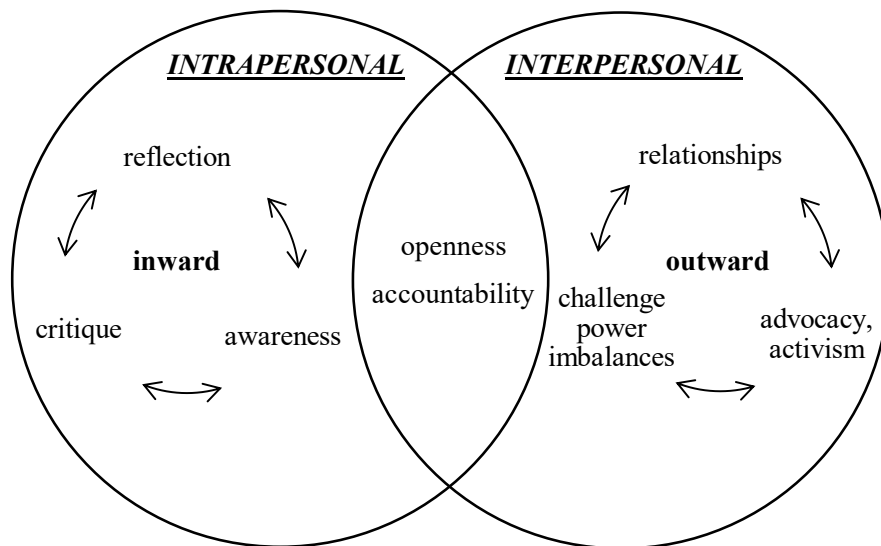 INTRAPERSONAL
reflection
inward
critique
awareness
openness
accountability
INTERPERSONAL
relationships
outward
challenge
power
imbalances
advocacy,
activism